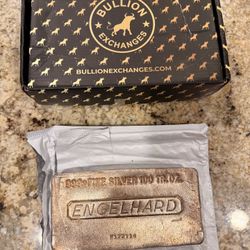 BULLION
EXCHANGES
BULLIONEXCHANGES.COM
999+ FINE SILVER 100 TR.OZ.
ENGELHARD